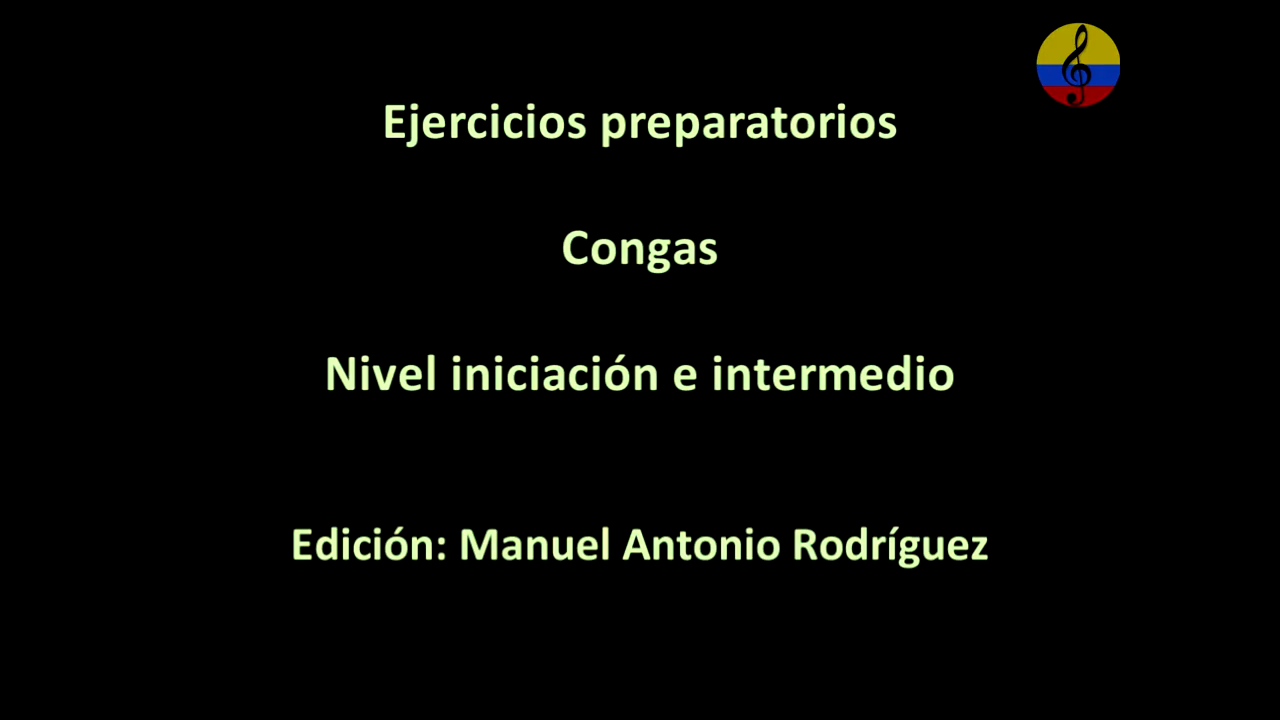 Ejercicios preparatorios
Congas
Nivel iniciación e intermedio
Edición: Manuel Antonio Rodríguez